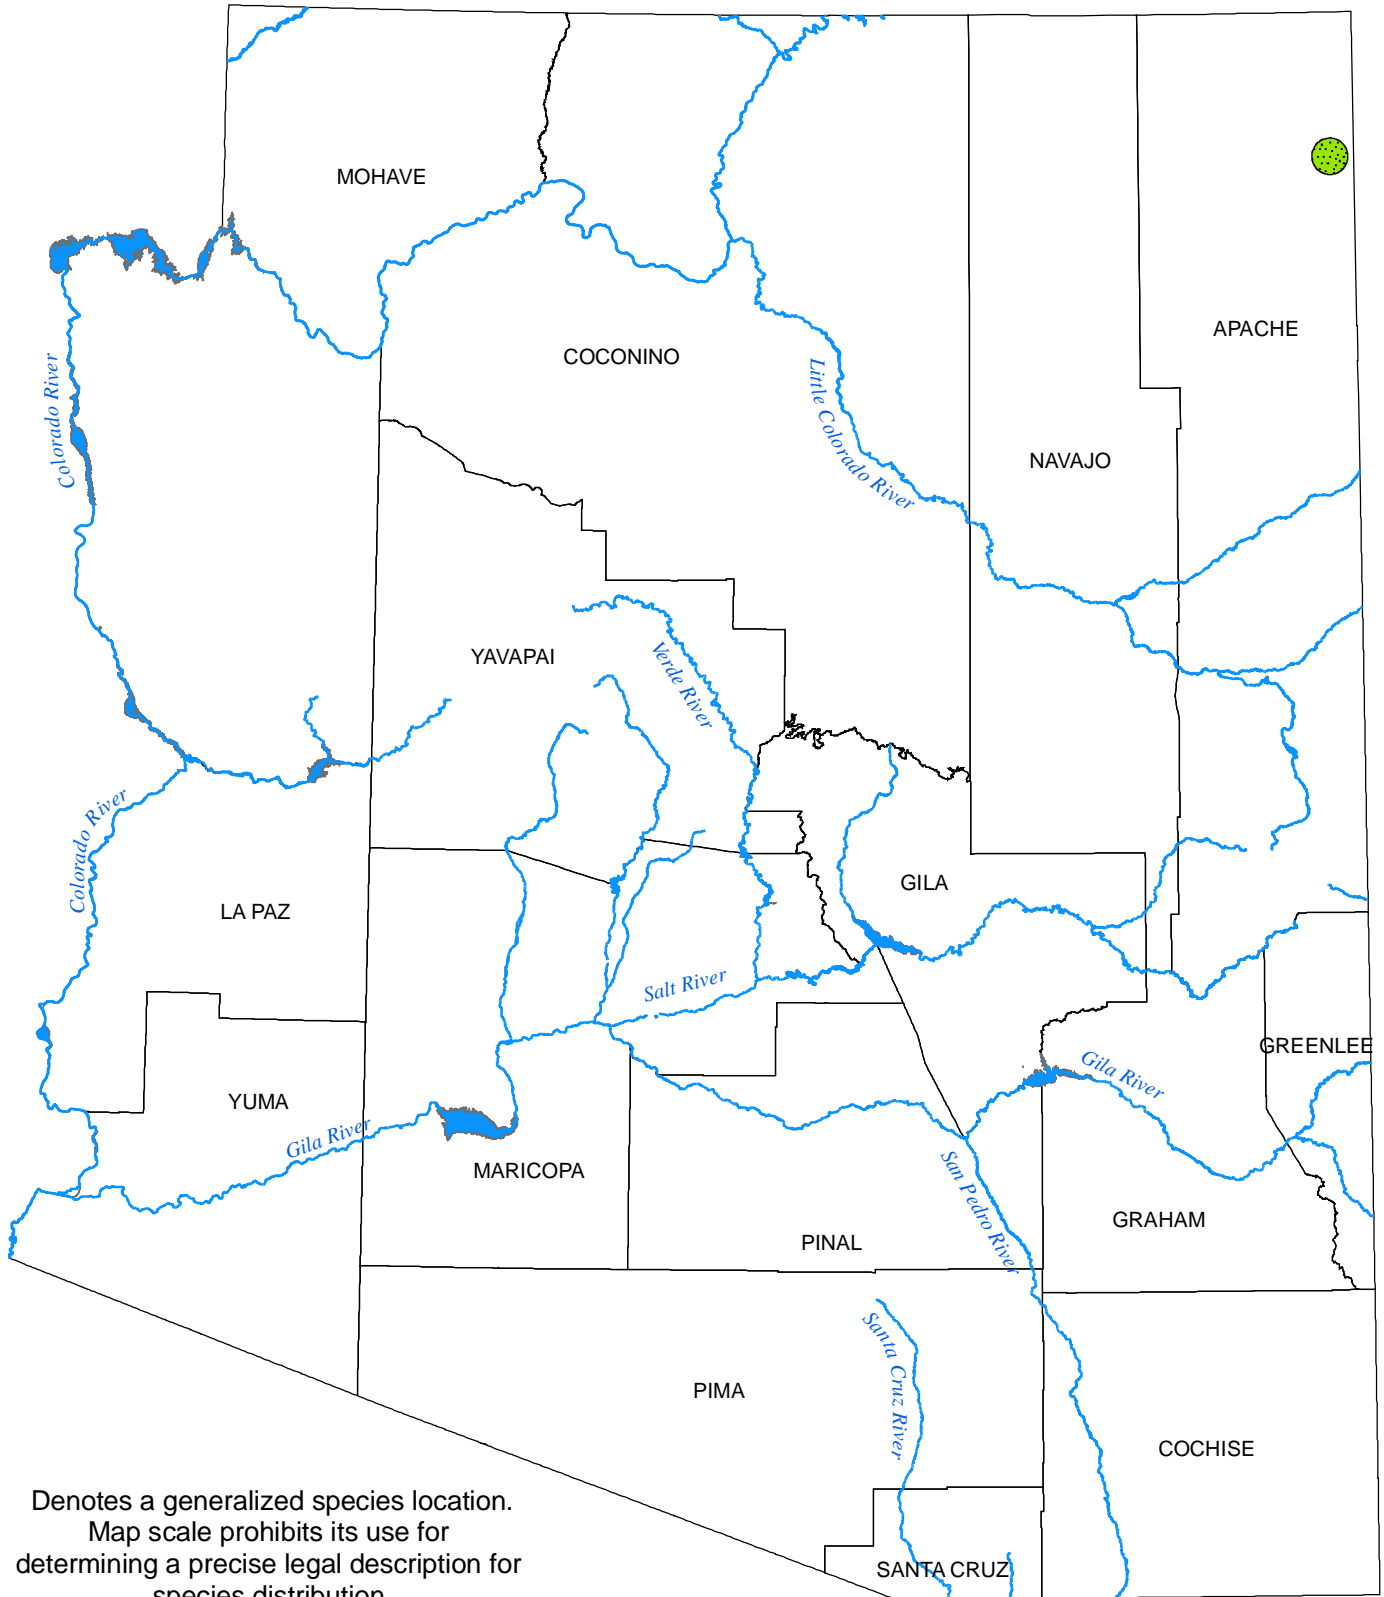 MOHAVE
APACHE
COCONINO
Colorado River
Little Colorado River
NAVAJO
YAVAPAI
Verde River
Colorado River
GILA
LA PAZ
Salt River
GREENLEE
Gila River
YUMA
Gila River
MARICOPA
San Pedro River
GRAHAM
PINAL
Santa Cruz River
PIMA
COCHISE
Denotes a generalized species location.
Map scale prohibits its use for
determining a precise legal description for
species distribution
SANTA CRUZ